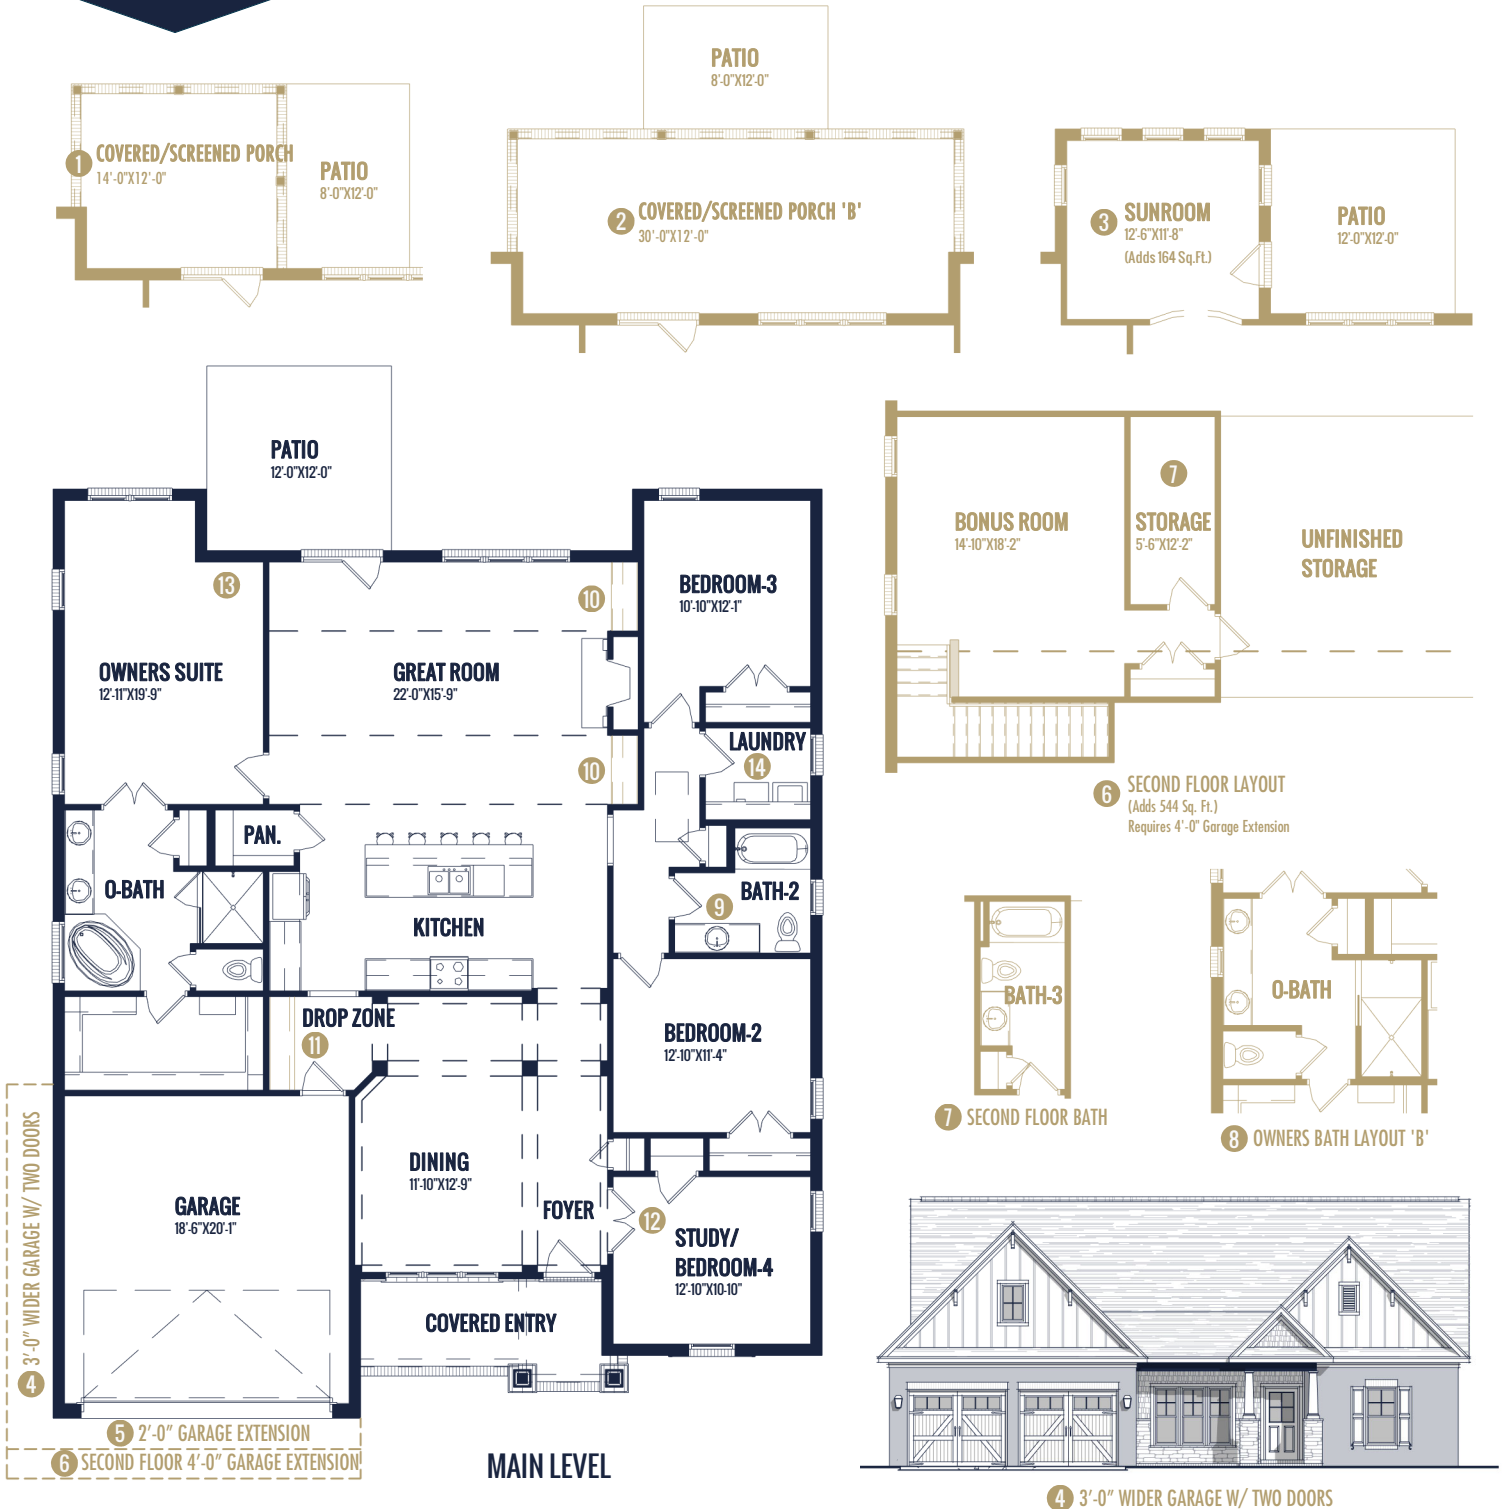 PATIO
8'-0"X12'-0"
1 COVERED/SCREENED PORCH
14'-0"X12'-0"
PATIO
8'-0"X12'-0"
2 COVERED/SCREENED PORCH 'B'
30'-0"X12'-0"
3 SUNROOM
12'-6"X11'-8"
(Adds 164 Sq.Ft.)
PATIO
12'-0"X12'-0"
PATIO
12'-0"X12'-0"
13
OWNERS SUITE
12'-11"X19'-9"
GREAT ROOM
22'-0"X15'-9"
10
10
BEDROOM-3
10'-10"X12'-1"
LAUNDRY
14
PAN.
O-BATH
KITCHEN
BATH-2
9
DROP ZONE
11
BEDROOM-2
12'-10"X11'-4"
DINING
11'-10"X12'-9"
FOYER
12
STUDY/
BEDROOM-4
12'-10"X10-10"
GARAGE
18'-6"X20'-1"
COVERED ENTRY
4 3'-0" WIDER GARAGE W/ TWO DOORS
5 2'-0" GARAGE EXTENSION
6 SECOND FLOOR 4'-0" GARAGE EXTENSION
MAIN LEVEL
BONUS ROOM
14'-10"X18'-2"
7
STORAGE
5'-6"X12'-2"
UNFINISHED
STORAGE
6 SECOND FLOOR LAYOUT
(Adds 544 Sq. Ft.)
Requires 4'-0" Garage Extension
BATH-3
7 SECOND FLOOR BATH
O-BATH
8 OWNERS BATH LAYOUT 'B'
4 3'-0" WIDER GARAGE W/ TWO DOORS